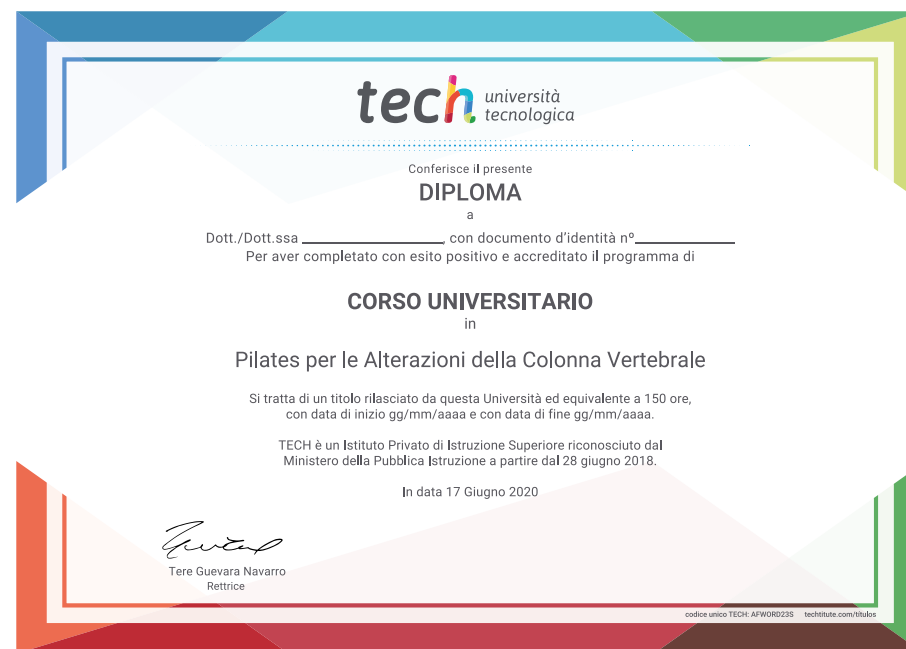 tech università
tecnologica
Conferisce il presente
DIPLOMA
a
Dott./Dott.ssa ____________________, con documento d'identità nº______________
Per aver completato con esito positivo e accreditato il programma di
CORSO UNIVERSITARIO
in
Pilates per le Alterazioni della Colonna Vertebrale
Si tratta di un titolo rilasciato da questa Università ed equivalente a 150 ore,
con data di inizio gg/mm/aaaa e con data di fine gg/mm/aaaa.
TECH è un Istituto Privato di Istruzione Superiore riconosciuto dal
Ministero della Pubblica Istruzione a partire dal 28 giugno 2018.
In data 17 Giugno 2020
Tere Guevara Navarro
Rettrice
codice unico TECH: AFWORD23S techtitute.com/titulos